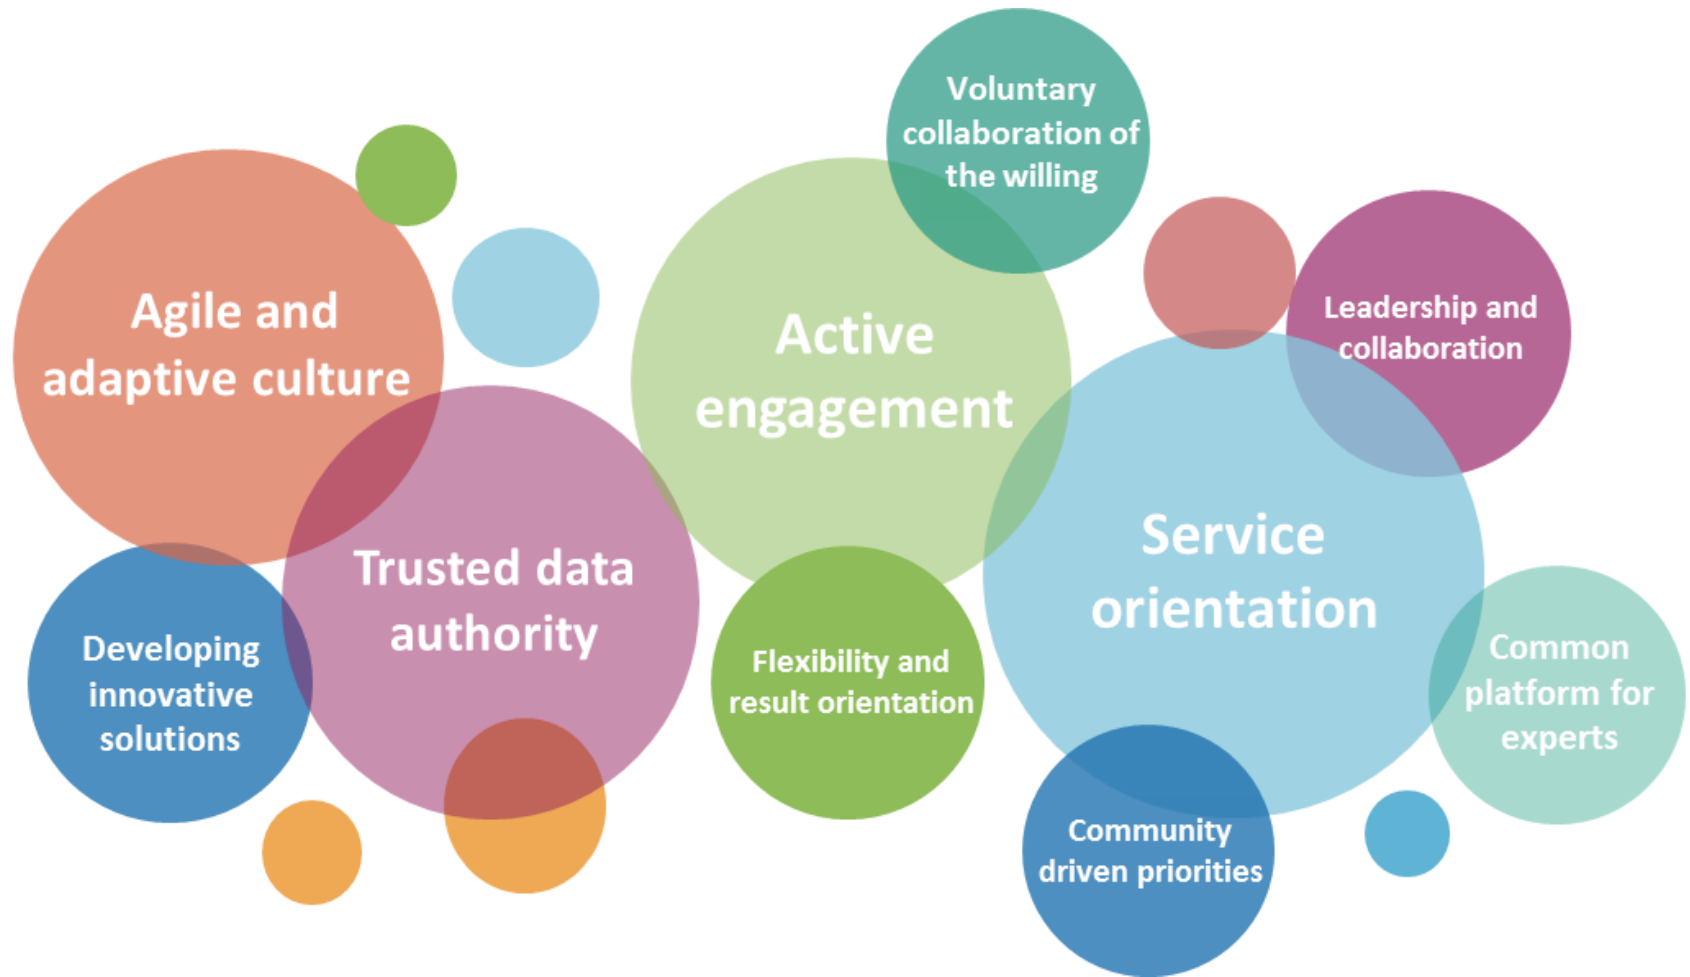 Voluntary
collaboration of
the willing
Agile and
adaptive culture
Active
engagement
Leadership and
collaboration
Trusted data
authority
Service
orientation
Developing
innovative
solutions
Flexibility and
result orientation
Common
platform for
experts
Community
driven priorities